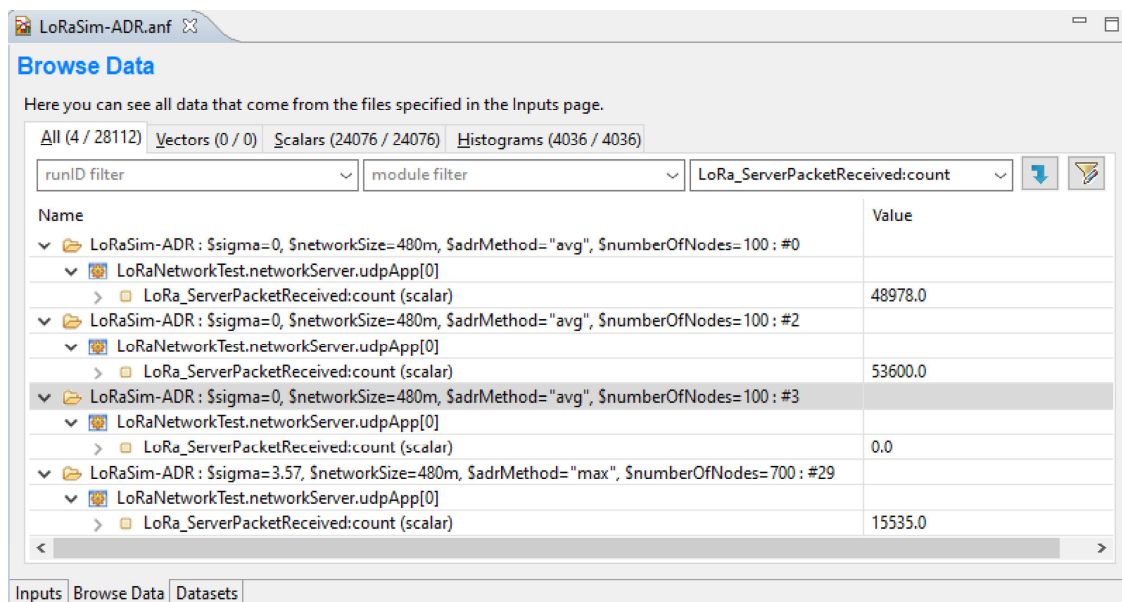 LoRaSim-ADR.anf
Browse Data
Here you can see all data that come from the files specified in the Inputs page.
All (4 / 28112) Vectors (0 / 0) Scalars (24076 / 24076) Histograms (4036 / 4036)
runID filter module filter LoRa_ServerPacketReceived:count
Name Value
LoRaSim-ADR : $sigma=0, $networkSize=480m, $adrMethod="avg", $numberOfNodes=100 : #0
LoRaNetworkTest.networkServer.udpApp[0]
LoRa_ServerPacketReceived:count (scalar) 48978.0
LoRaSim-ADR : $sigma=0, $networkSize=480m, $adrMethod="avg", $numberOfNodes=100 : #2
LoRaNetworkTest.networkServer.udpApp[0]
LoRa_ServerPacketReceived:count (scalar) 53600.0
LoRaSim-ADR : $sigma=0, $networkSize=480m, $adrMethod="avg", $numberOfNodes=100 : #3
LoRaNetworkTest.networkServer.udpApp[0]
LoRa_ServerPacketReceived:count (scalar) 0.0
LoRaSim-ADR : $sigma=3.57, $networkSize=480m, $adrMethod="max", $numberOfNodes=700 : #29
LoRaNetworkTest.networkServer.udpApp[0]
LoRa_ServerPacketReceived:count (scalar) 15535.0
Inputs Browse Data Datasets